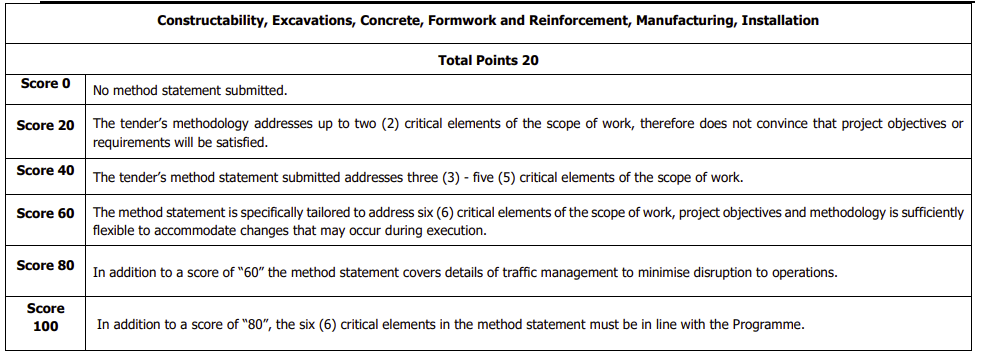 Constructability, Excavations, Concrete, Formwork and Reinforcement, Manufacturing, Installation
Total Points 20
Score 0
No method statement submitted.
Score 20
The tender's methodology addresses up to two (2) critical elements of the scope of work, therefore does not convince that project objectives or
requirements will be satisfied.
Score 40
The tender's method statement submitted addresses three (3) - five (5) critical elements of the scope of work.
Score 60
The method statement is specifically tailored to address six (6) critical elements of the scope of work, project objectives and methodology is sufficiently
flexible to accommodate changes that may occur during execution.
Score 80
In addition to a score of "60" the method statement covers details of traffic management to minimise disruption to operations.
Score
100
In addition to a score of "80", the six (6) critical elements in the method statement must be in line with the Programme.